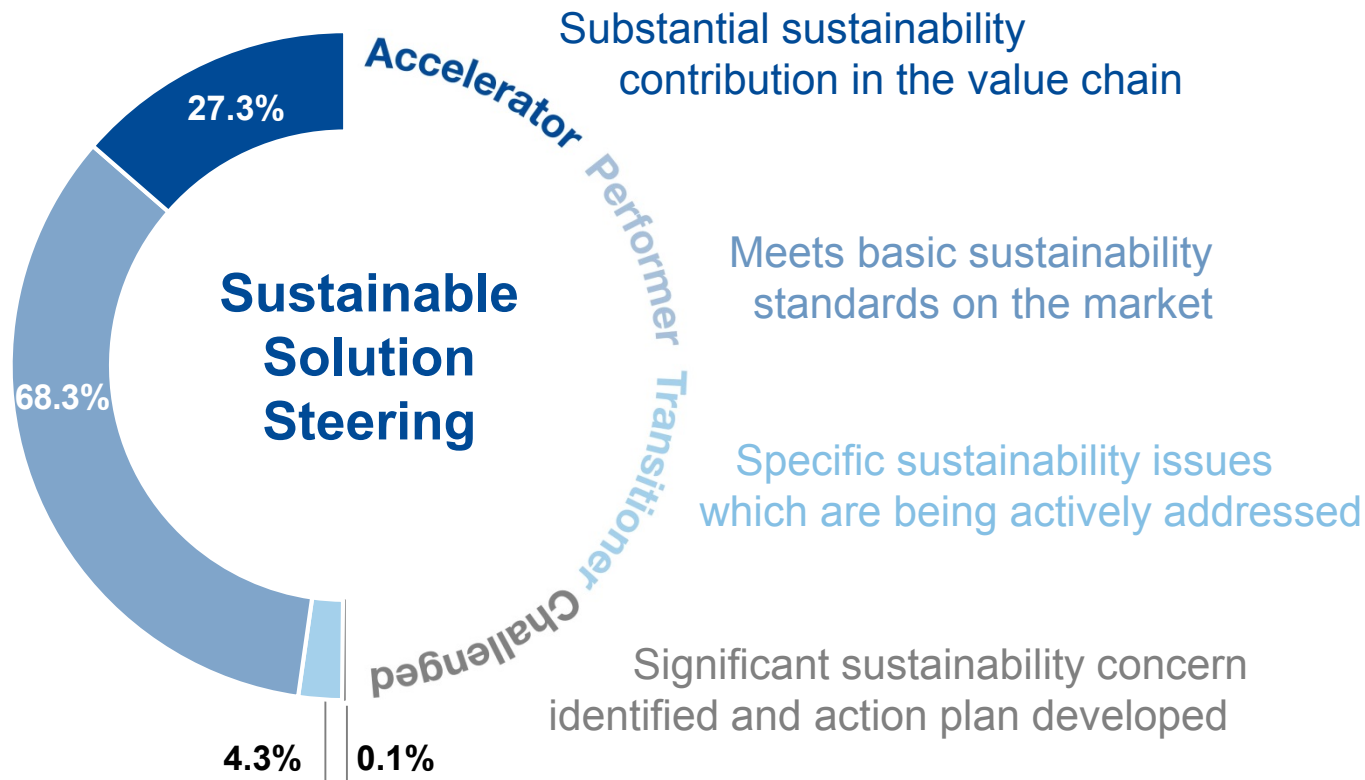 Substantial sustainability
contribution in the value chain
Accelerator
27.3%
Performer
Meets basic sustainability
standards on the market
Sustainable
Solution
Steering
68.3%
Transitioner
Specific sustainability issues
which are being actively addressed
Challenged
Significant sustainability concern
identified and action plan developed
4.3%
0.1%